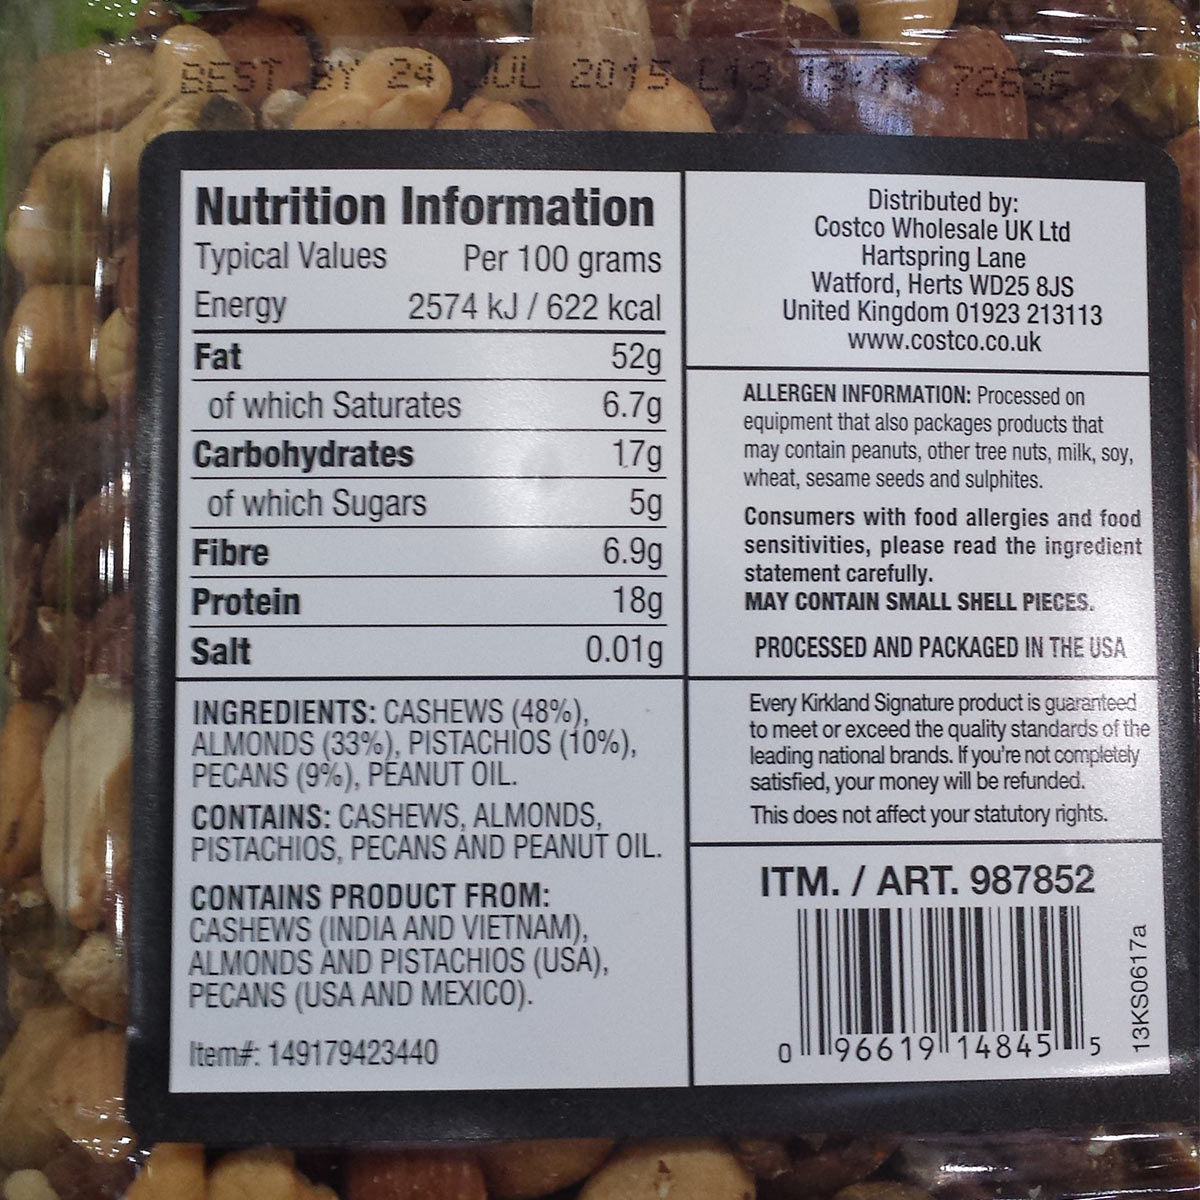 BEST BY 24 JUL 2015 L13 13:47 72636
Nutrition Information
Typical Values Per 100 grams
Energy 2574 kJ / 622 kcal
Fat 52g
of which Saturates 6.7g
Carbohydrates 17g
of which Sugars 5g
Fibre 6.9g
Protein 18g
Salt 0.01g
INGREDIENTS: CASHEWS (48%),
ALMONDS (33%), PISTACHIOS (10%),
PECANS (9%), PEANUT OIL.
CONTAINS: CASHEWS, ALMONDS,
PISTACHIOS, PECANS AND PEANUT OIL.
CONTAINS PRODUCT FROM:
CASHEWS (INDIA AND VIETNAM),
ALMONDS AND PISTACHIOS (USA),
PECANS (USA AND MEXICO).
Item#: 149179423440
Distributed by:
Costco Wholesale UK Ltd
Hartspring Lane
Watford, Herts WD25 8JS
United Kingdom 01923 213113
www.costco.co.uk
ALLERGEN INFORMATION: Processed on
equipment that also packages products that
may contain peanuts, other tree nuts, milk, soy,
wheat, sesame seeds and sulphites.
Consumers with food allergies and food
sensitivities, please read the ingredient
statement carefully.
MAY CONTAIN SMALL SHELL PIECES.
PROCESSED AND PACKAGED IN THE USA
Every Kirkland Signature product is guaranteed
to meet or exceed the quality standards of the
leading national brands. If you're not completely
satisfied, your money will be refunded.
This does not affect your statutory rights.
ITM. / ART. 987852
0 96619 14845 5
13KS0617a